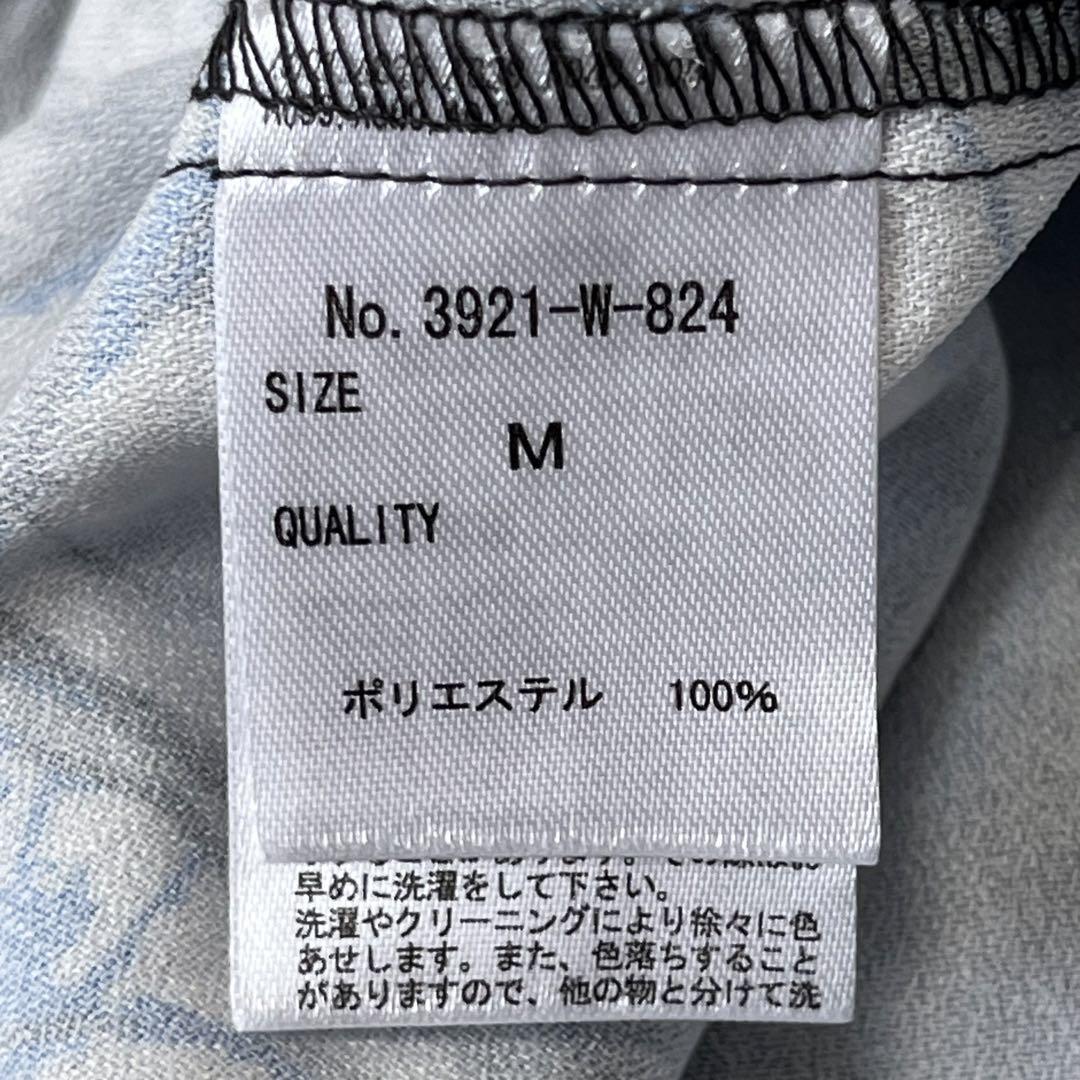 No. 3921-W-824
SIZE
M
QUALITY
ポリエステル 100%
早めに洗濯をして下さい。
洗濯やクリーニングにより徐々に色
あせします。また、色落ちすること
がありますので、他の物と分けて洗